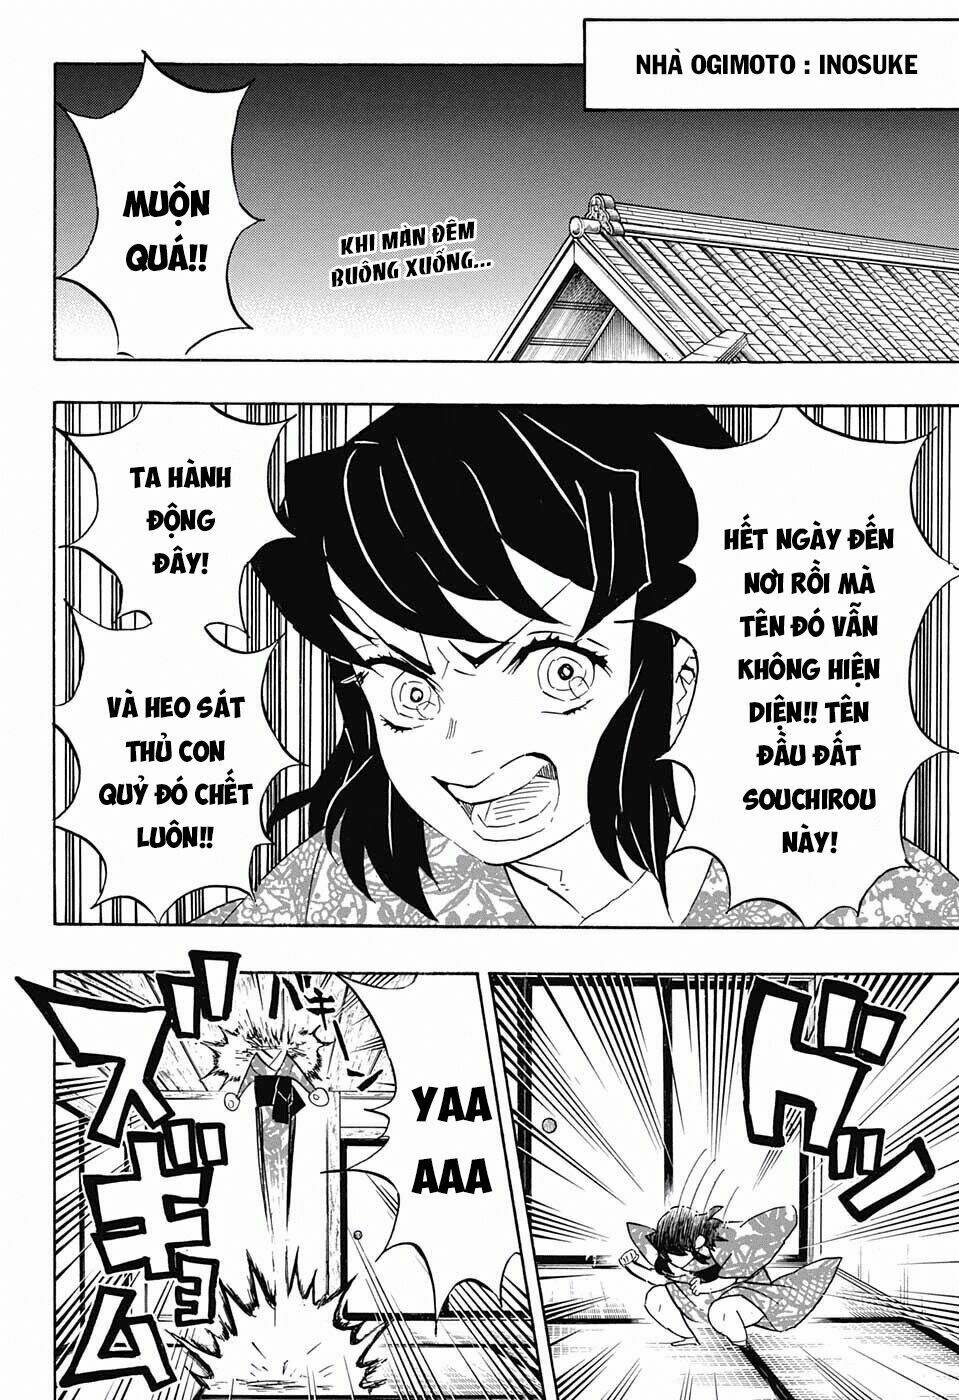 NHÀ OGIMOTO : INOSUKE
KHI MÀN ĐÊM
BUÔNG XUỐNG...
MUỘN
QUÁ!!
HẾT NGÀY ĐẾN
NƠI RỒI MÀ
TÊN ĐÓ VẪN
KHÔNG HIỆN
DIỆN!! TÊN
ĐẦU ĐẤT
SOUCHIROU
NÀY!
TA HÀNH
ĐỘNG
ĐÂY!
VÀ HEO SÁT
THỦ CON
QUỶ ĐÓ CHẾT
LUÔN!!
ドッ
YAA
AAA
バキン
ズギョム